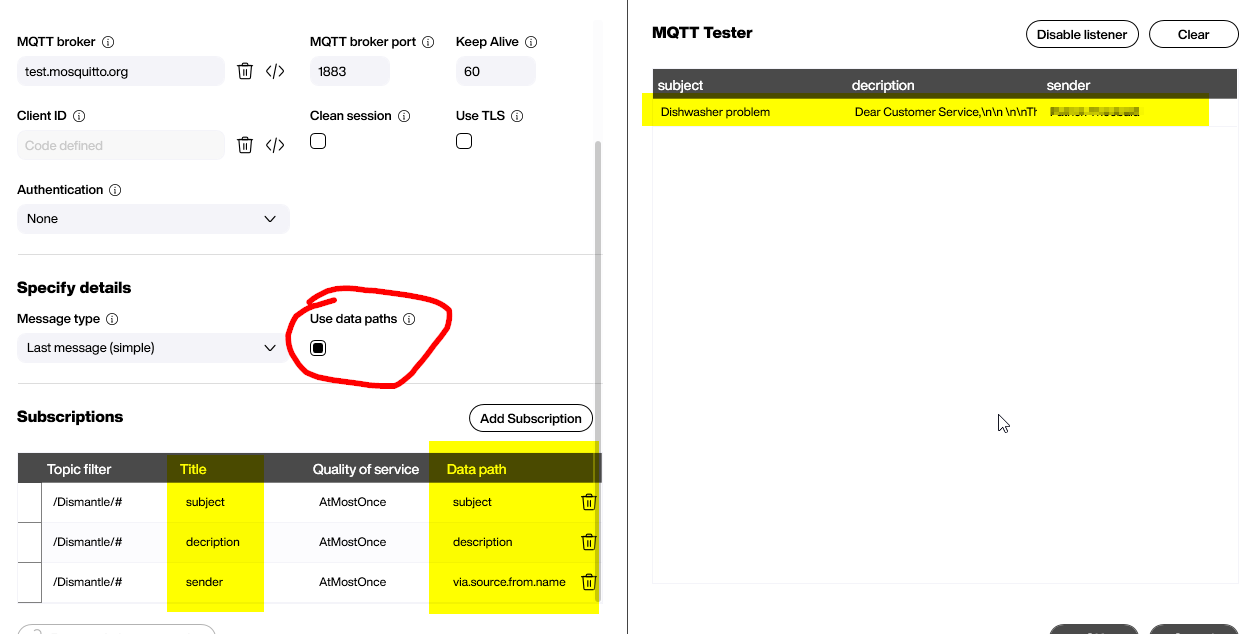 MQTT broker
MQTT broker port
Keep Alive
test.mosquitto.org
1883
60
Client ID
Clean session
Use TLS
Code defined
Authentication
None
Specify details
Message type
Use data paths
Last message (simple)
Subscriptions
Add Subscription
Topic filter Title Quality of service Data path
/Dismantle/# subject AtMostOnce subject
/Dismantle/# decription AtMostOnce description
/Dismantle/# sender AtMostOnce via.source.from.name
MQTT Tester
Disable listener
Clear
subject decription sender
Dishwasher problem Dear Customer Service,\n\n \n\nTh